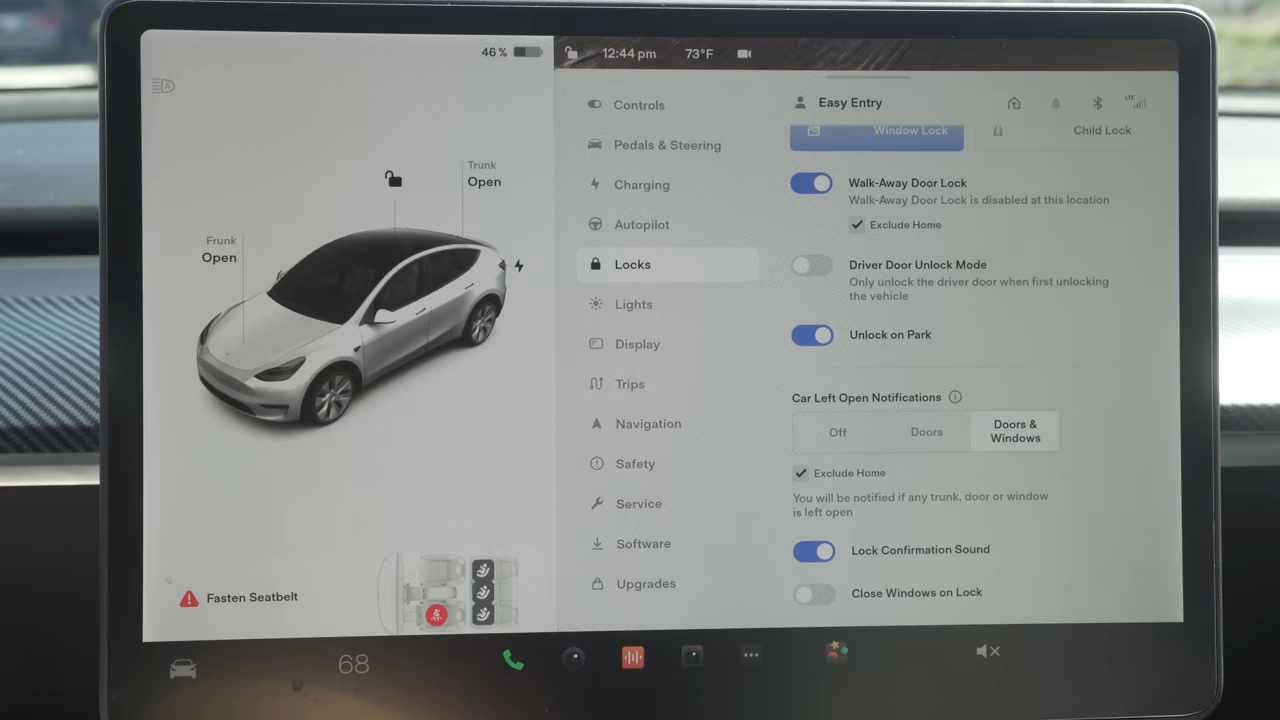 46 %
12:44 pm
73°F
Trunk
Open
Frunk
Open
Fasten Seatbelt
Controls
Pedals & Steering
Charging
Autopilot
Locks
Lights
Display
Trips
Navigation
Safety
Service
Software
Upgrades
Easy Entry
LTE
Window Lock
Child Lock
Walk-Away Door Lock
Walk-Away Door Lock is disabled at this location
Exclude Home
Driver Door Unlock Mode
Only unlock the driver door when first unlocking
the vehicle
Unlock on Park
Car Left Open Notifications
Off
Doors
Doors &
Windows
Exclude Home
You will be notified if any trunk, door or window
is left open
Lock Confirmation Sound
Close Windows on Lock
68